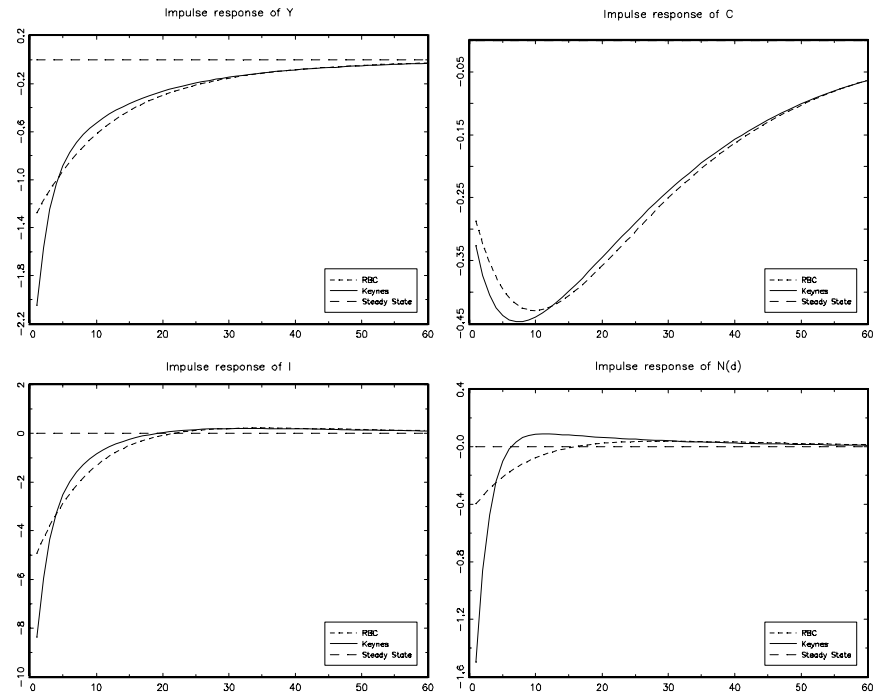 Impulse response of Y
0.2
-0.2
-0.6
-1.0
-1.4
-1.8
-2.2
RBC
Keynes
Steady State
0 10 20 30 40 50 60
Impulse response of C
-0.05
-0.15
-0.25
-0.35
-0.45
RBC
Keynes
Steady State
0 10 20 30 40 50 60
Impulse response of I
2
0
-2
-4
-6
-8
-10
RBC
Keynes
Steady State
0 10 20 30 40 50 60
Impulse response of N(d)
0.4
-0.0
-0.4
-0.8
-1.2
-1.6
RBC
Keynes
Steady State
0 10 20 30 40 50 60